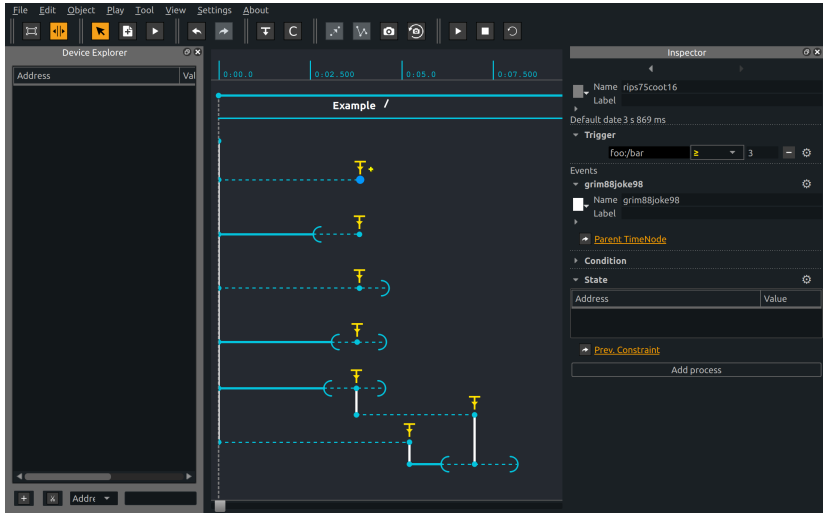 File Edit Object Play Tool View Settings About
C
Device Explorer
Address Val
Addre
0:00.0 0:02.500 0:05.0 0:07.500
Example /
Inspector
Name rips75coot16
Label
Default date 3 s 869 ms
Trigger
foo:/bar ≥ 3
Events
grim88joke98
Name grim88joke98
Label
Parent TimeNode
Condition
State
Address Value
Prev. Constraint
Add process